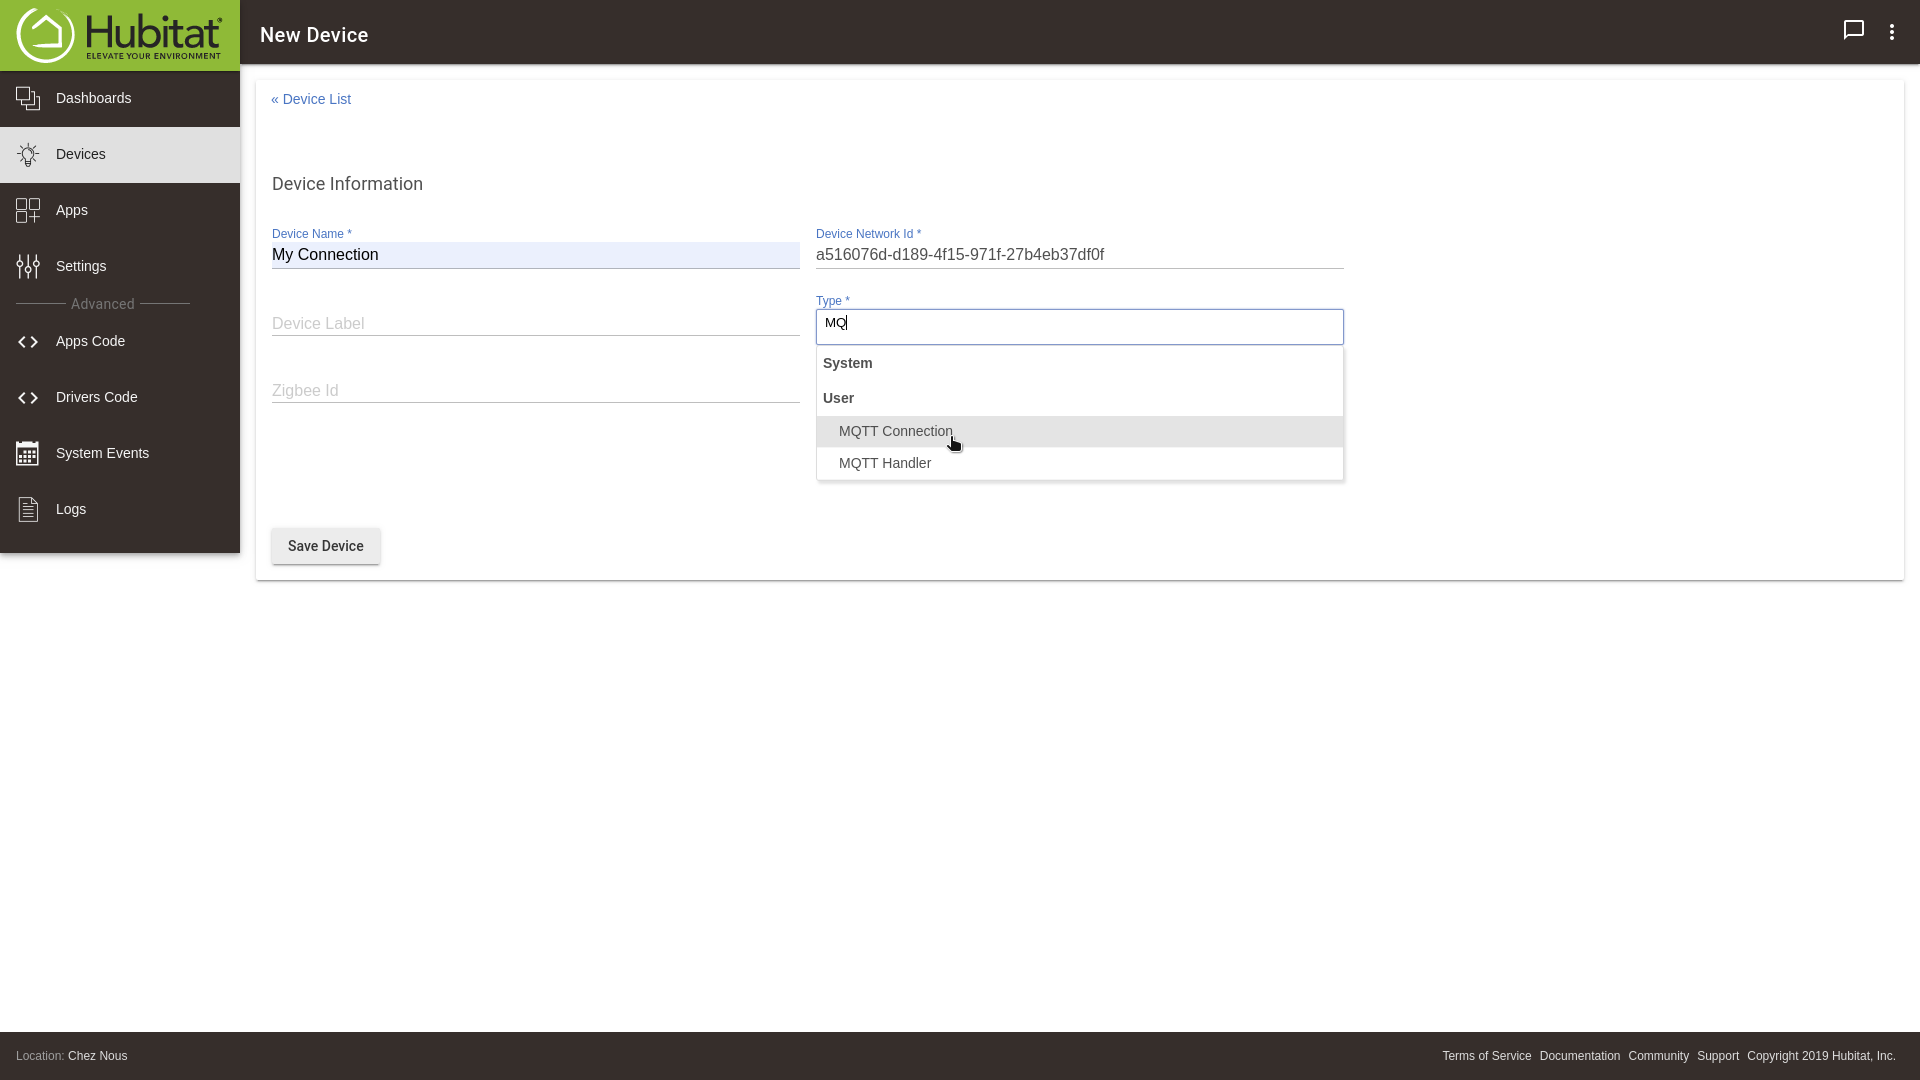 Hubitat®
ELEVATE YOUR ENVIRONMENT
New Device
Dashboards
Devices
Apps
Settings
Advanced
Apps Code
Drivers Code
System Events
Logs
« Device List
Device Information
Device Name *
My Connection
Device Network Id *
a516076d-d189-4f15-971f-27b4eb37df0f
Device Label
Type *
MQ
Zigbee Id
System
User
MQTT Connection
MQTT Handler
Save Device
Location: Chez Nous
Terms of Service Documentation Community Support Copyright 2019 Hubitat, Inc.